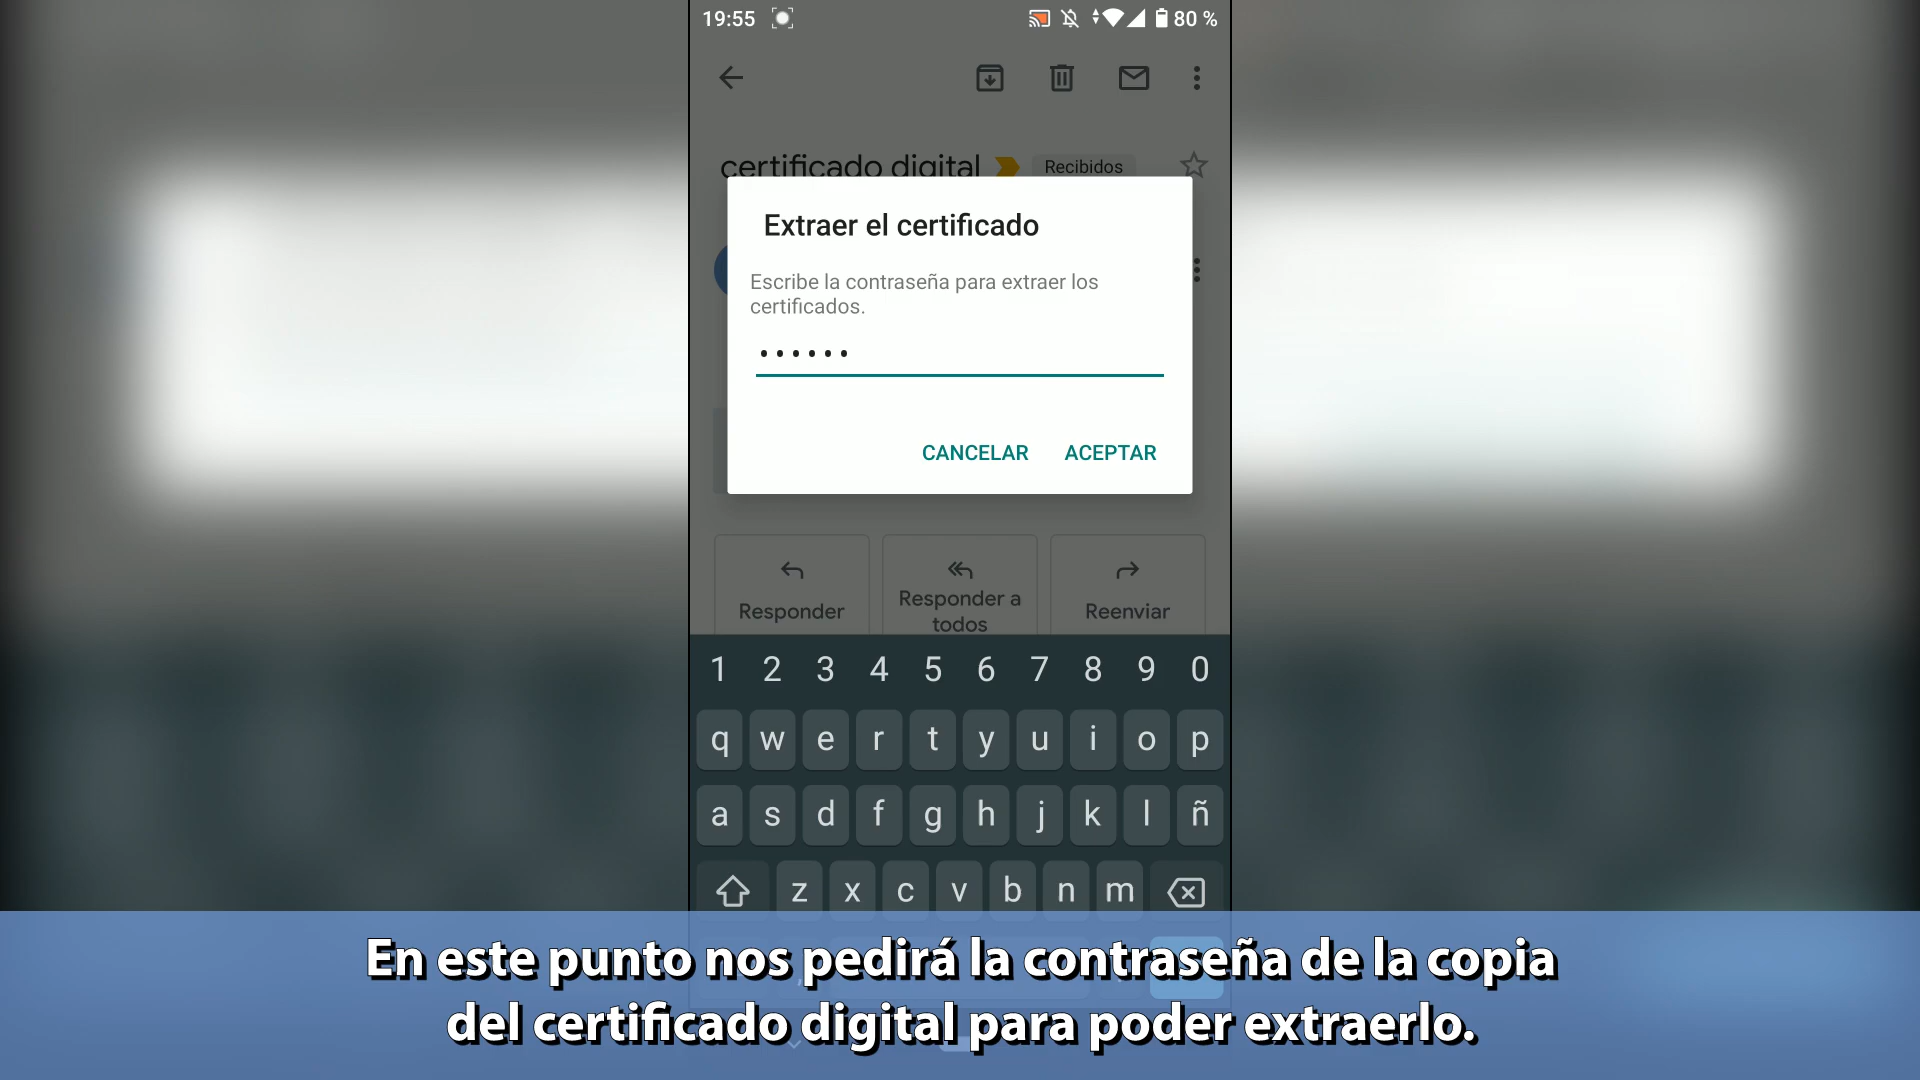 19:55 80 %
certificado digital Recibidos
Extraer el certificado
Escribe la contraseña para extraer los
certificados.
••••••
CANCELAR ACEPTAR
Responder
Responder a
todos
Reenviar
1 2 3 4 5 6 7 8 9 0
q w e r t y u i o p
a s d f g h j k l ñ
z x c v b n m
En este punto nos pedirá la contraseña de la copia
del certificado digital para poder extraerlo.